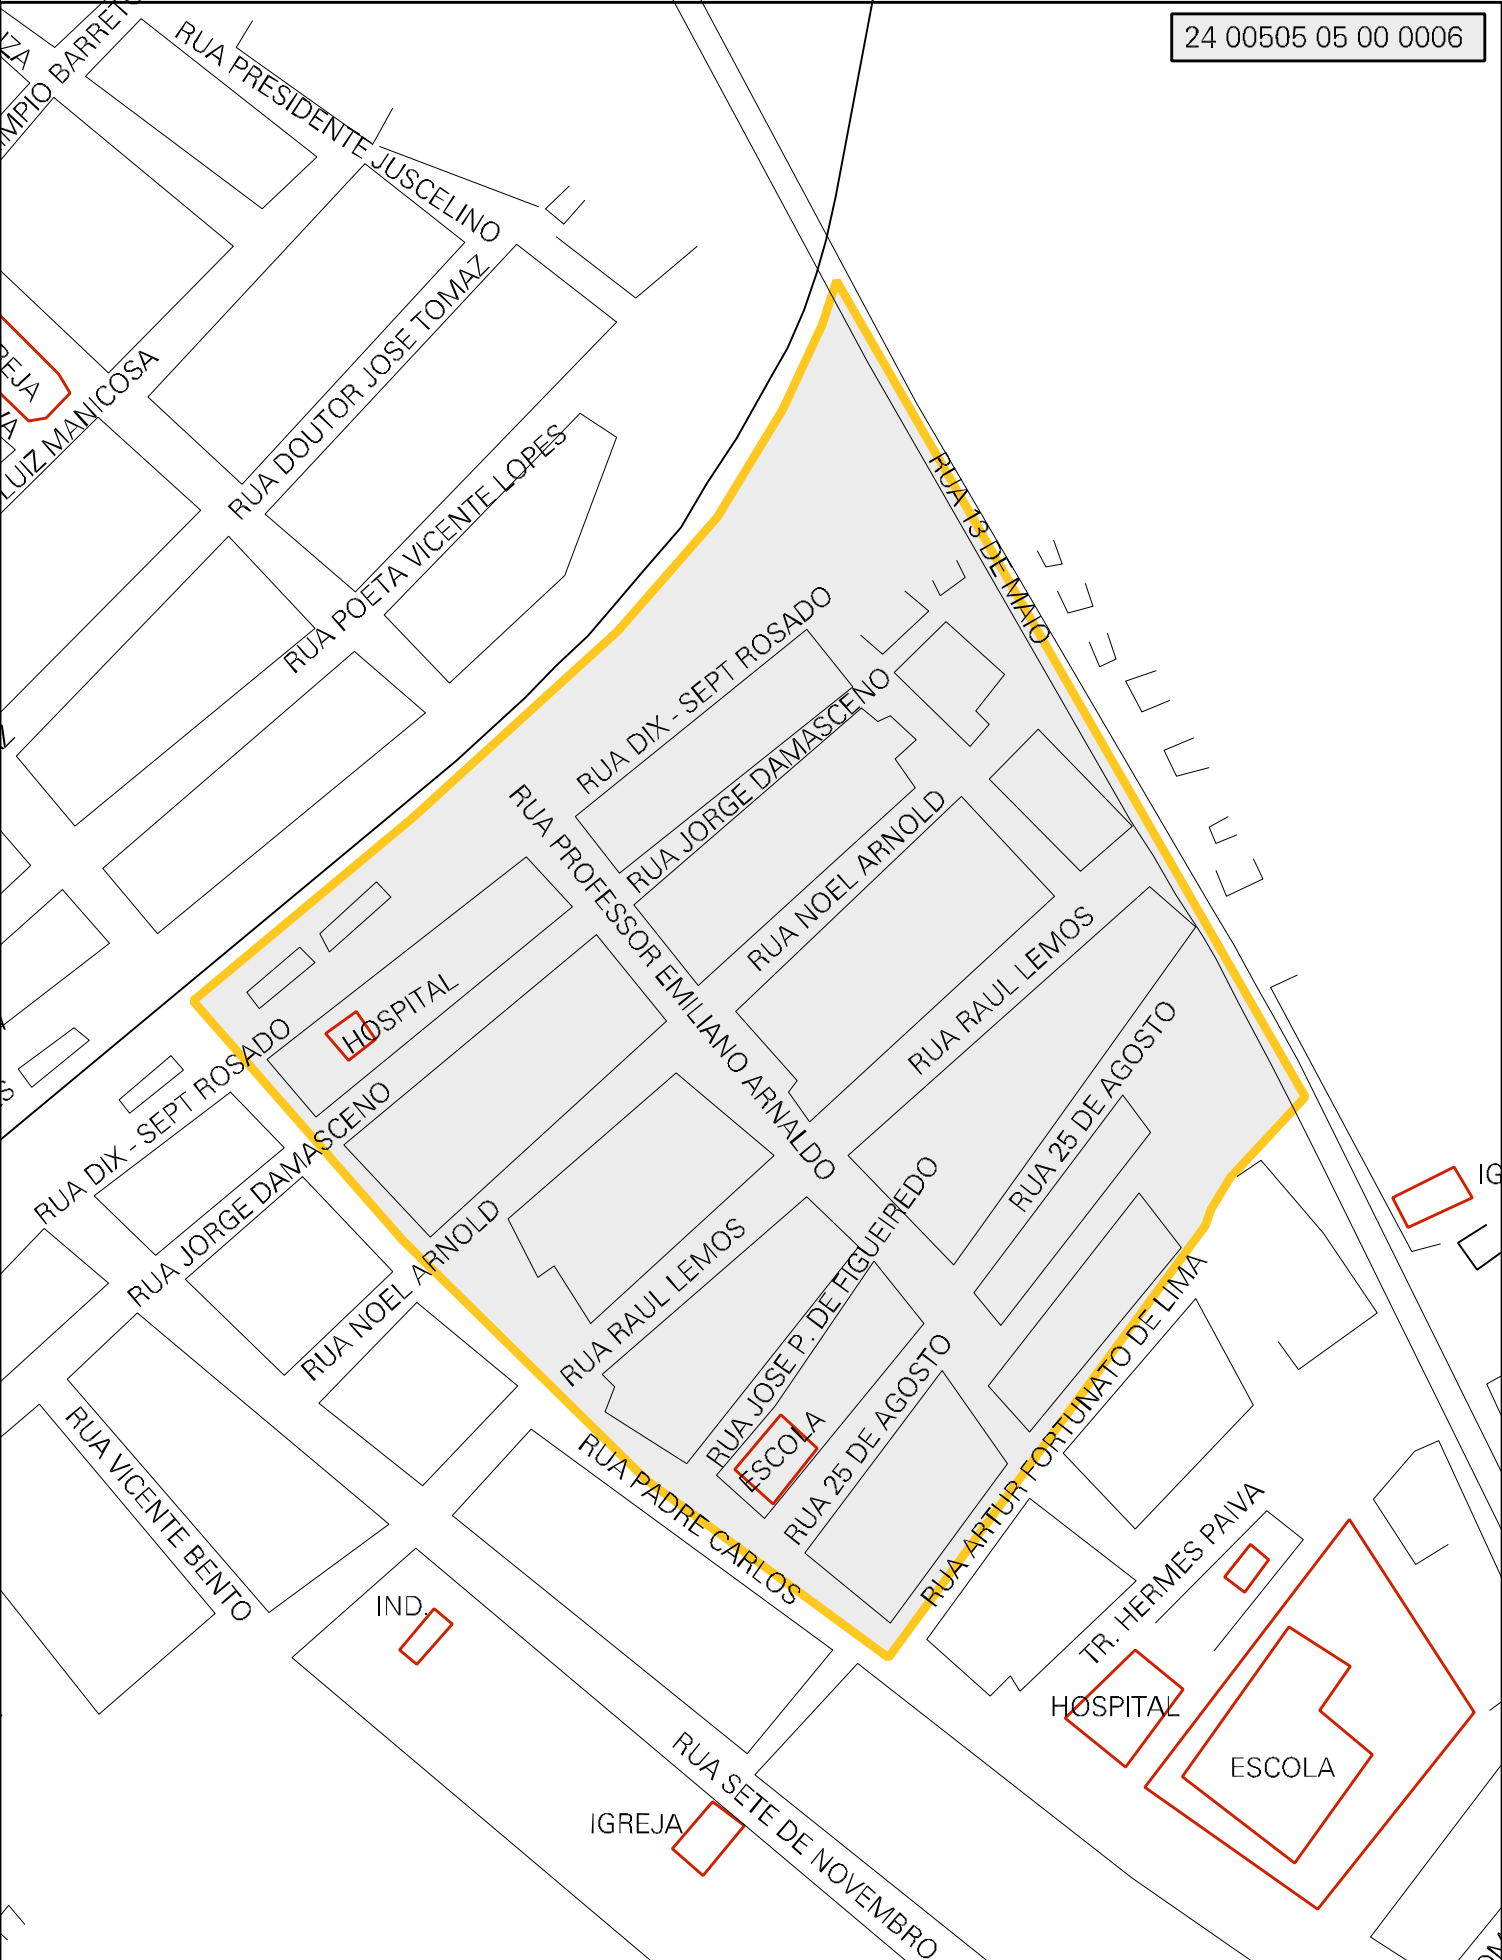 24 00505 05 00 0006
RUA PRESIDENTE JUSCELINO
RUA DOUTOR JOSE TOMAZ
LUIZ MANICOSA
RUA POETA VICENTE LOPES
RUA 13 DE MAIO
RUA DIX - SEPT ROSADO
RUA JORGE DAMASCENO
RUA NOEL ARNOLD
RUA PROFESSOR EMILIANO ARNALDO
RUA RAUL LEMOS
RUA 25 DE AGOSTO
HOSPITAL
RUA DIX - SEPT ROSADO
RUA JORGE DAMASCENO
RUA NOEL ARNOLD
RUA RAUL LEMOS
RUA JOSE P. DE FIGUEIREDO
RUA 25 DE AGOSTO
ESCOLA
RUA ARTUR FORTUNATO DE LIMA
RUA PADRE CARLOS
RUA VICENTE BENTO
IND.
TR. HERMES PAIVA
HOSPITAL
ESCOLA
IGREJA
RUA SETE DE NOVEMBRO